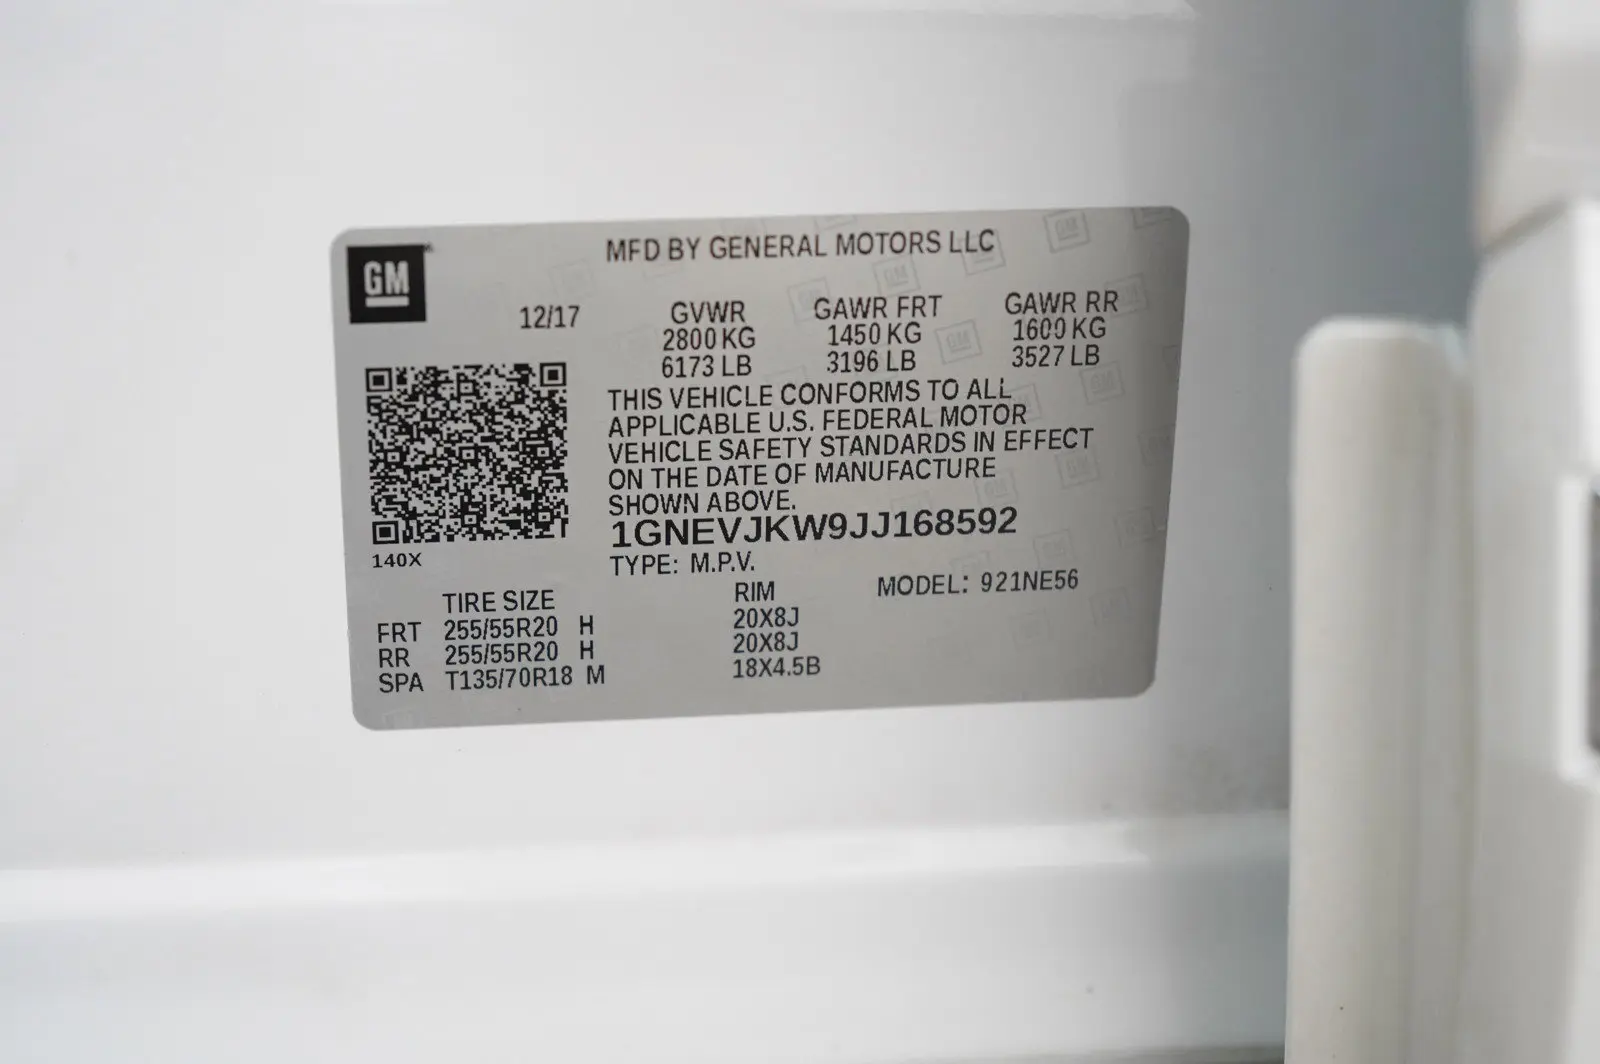 GM
MFD BY GENERAL MOTORS LLC
12/17
GVWR GAWR FRT GAWR RR
2800 KG 1450 KG 1600 KG
6173 LB 3196 LB 3527 LB
THIS VEHICLE CONFORMS TO ALL
APPLICABLE U.S. FEDERAL MOTOR
VEHICLE SAFETY STANDARDS IN EFFECT
ON THE DATE OF MANUFACTURE
SHOWN ABOVE.
1GNEVJKW9JJ168592
140X
TYPE: M.P.V.
MODEL: 921NE56
TIRE SIZE RIM
FRT 255/55R20 H 20X8J
RR 255/55R20 H 20X8J
SPA T135/70R18 M 18X4.5B